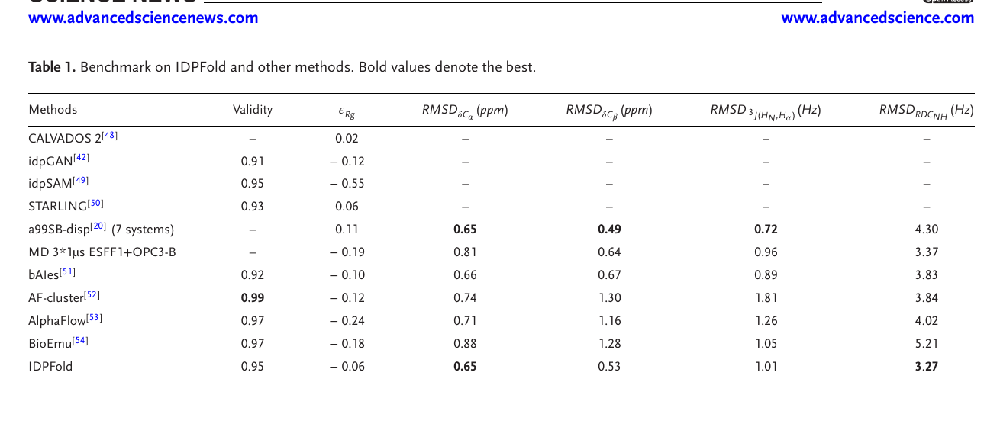 SCIENCE NEWS
www.advancedsciencenews.com www.advancedscience.com
Table 1. Benchmark on IDPFold and other methods. Bold values denote the best.
Methods Validity ϵRg RMSDδCα (ppm) RMSDδCβ (ppm) RMSD 3J(HN,Hα) (Hz) RMSDRDCNH (Hz)
CALVADOS 2[48] – 0.02 – – – –
idpGAN[42] 0.91 − 0.12 – – – –
idpSAM[49] 0.95 − 0.55 – – – –
STARLING[50] 0.93 0.06 – – – –
a99SB-disp[20] (7 systems) – 0.11 0.65 0.49 0.72 4.30
MD 3*1μs ESFF1+OPC3-B – − 0.19 0.81 0.64 0.96 3.37
bAIes[51] 0.92 − 0.10 0.66 0.67 0.89 3.83
AF-cluster[52] 0.99 − 0.12 0.74 1.30 1.81 3.84
AlphaFlow[53] 0.97 − 0.24 0.71 1.16 1.26 4.02
BioEmu[54] 0.97 − 0.18 0.88 1.28 1.05 5.21
IDPFold 0.95 − 0.06 0.65 0.53 1.01 3.27